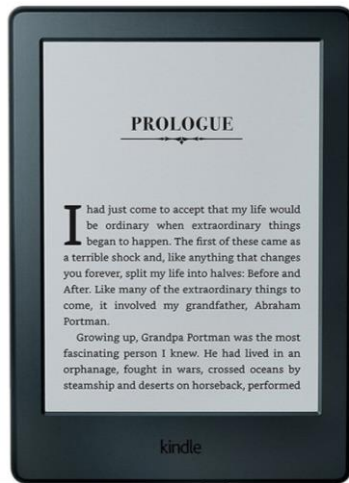 PROLOGUE
I had just come to accept that my life would
be ordinary when extraordinary things
began to happen. The first of these came as
a terrible shock and, like anything that changes
you forever, split my life into halves: Before and
After. Like many of the extraordinary things to
come, it involved my grandfather, Abraham
Portman.
Growing up, Grandpa Portman was the most
fascinating person I knew. He had lived in an
orphanage, fought in wars, crossed oceans by
steamship and deserts on horseback, performed
kindle